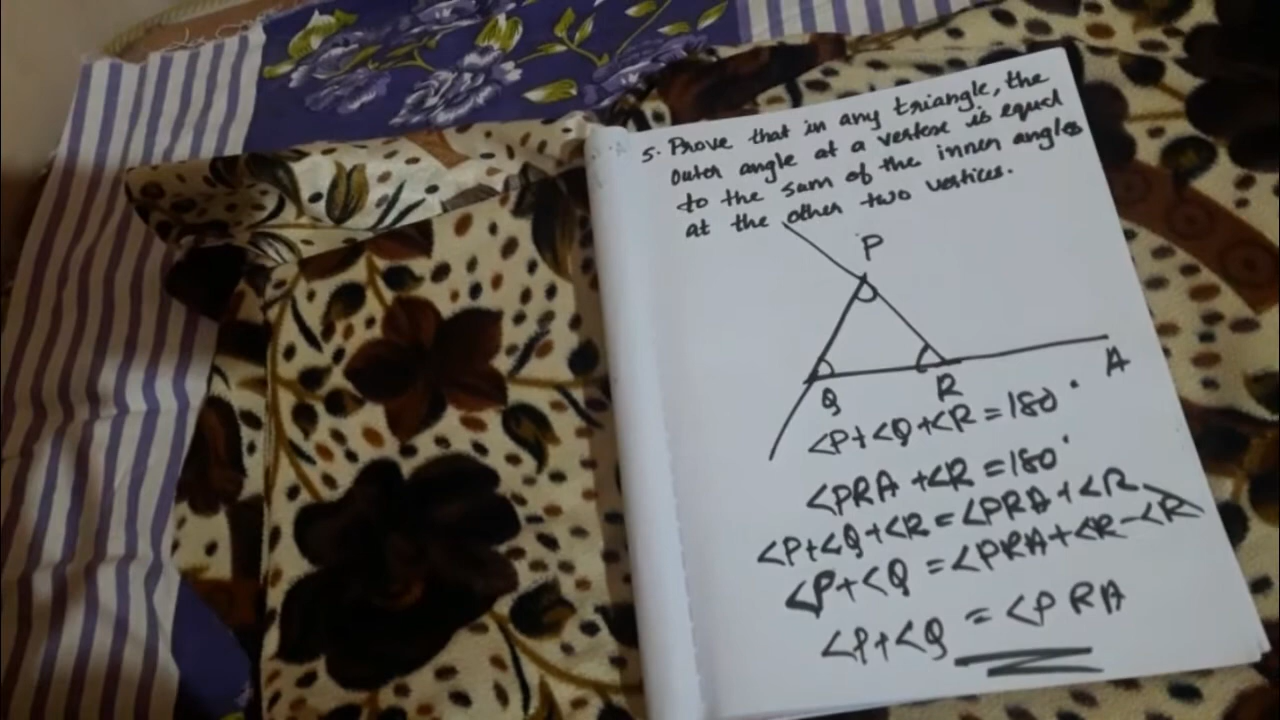 5. Prove that in any triangle, the
outer angle at a vertex is equal
to the sum of the inner angles
at the other two vertices.
P
Q
R
A
<P+<Q+<R=180°
<PRA+<R=180°
<P+<Q+<R=<PRA+<R
<P+<Q=<PRA+<R-<R
<P+<Q=<PRA